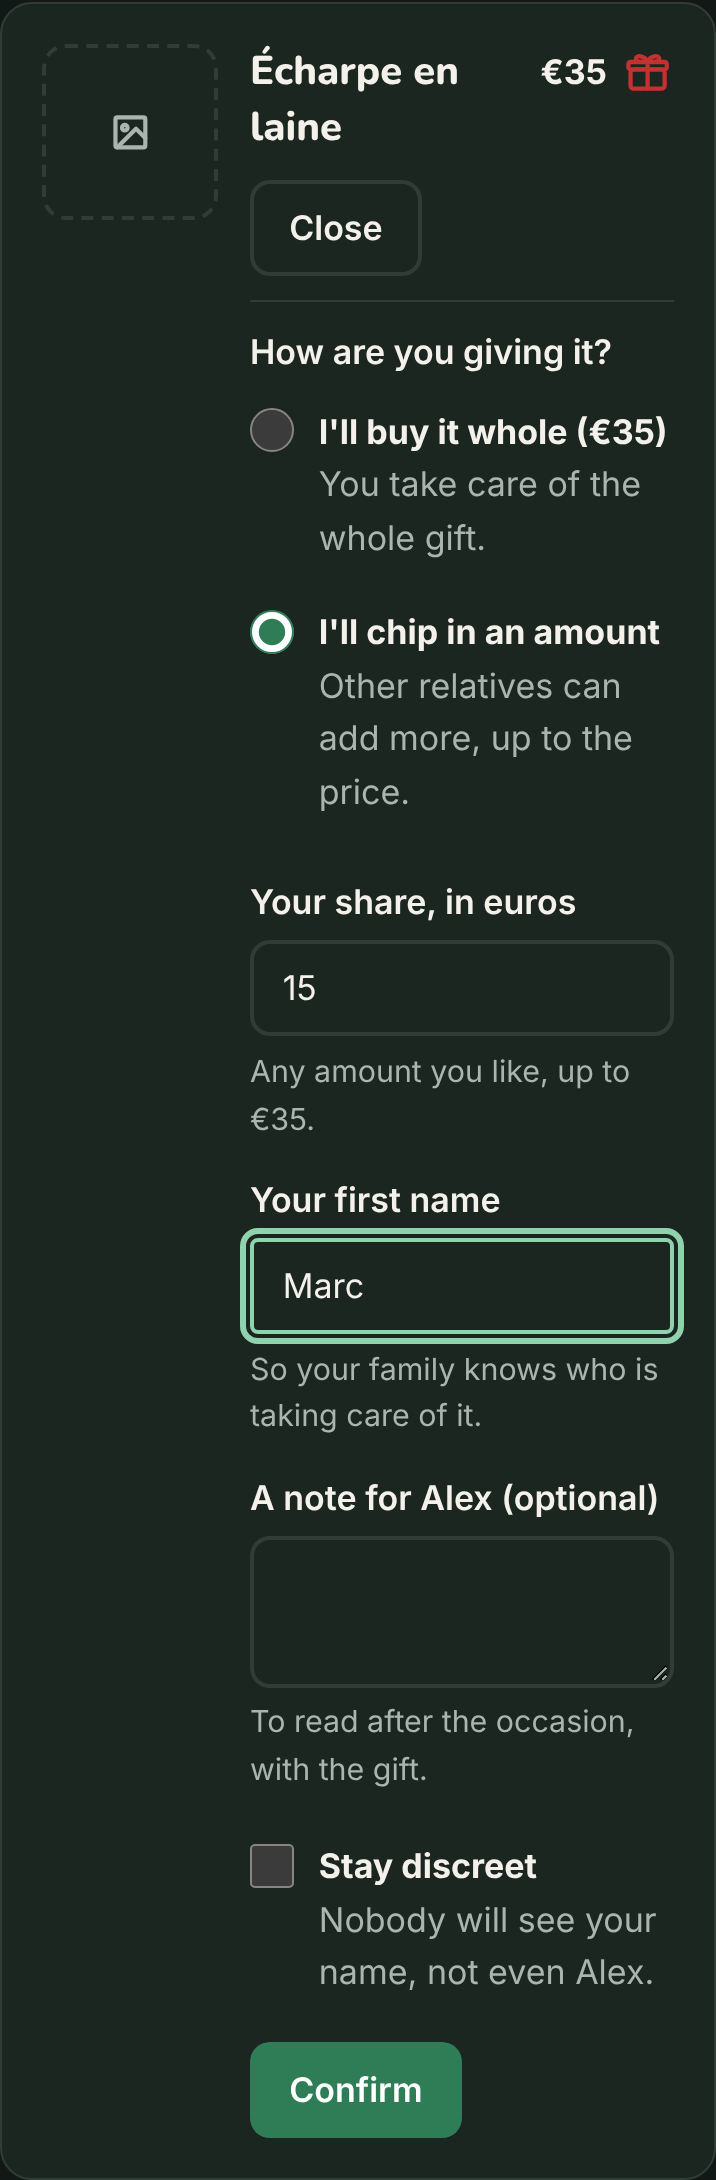 Écharpe en
laine
€35
Close
How are you giving it?
I'll buy it whole (€35)
You take care of the
whole gift.
I'll chip in an amount
Other relatives can
add more, up to the
price.
Your share, in euros
15
Any amount you like, up to
€35.
Your first name
Marc
So your family knows who is
taking care of it.
A note for Alex (optional)
To read after the occasion,
with the gift.
Stay discreet
Nobody will see your
name, not even Alex.
Confirm